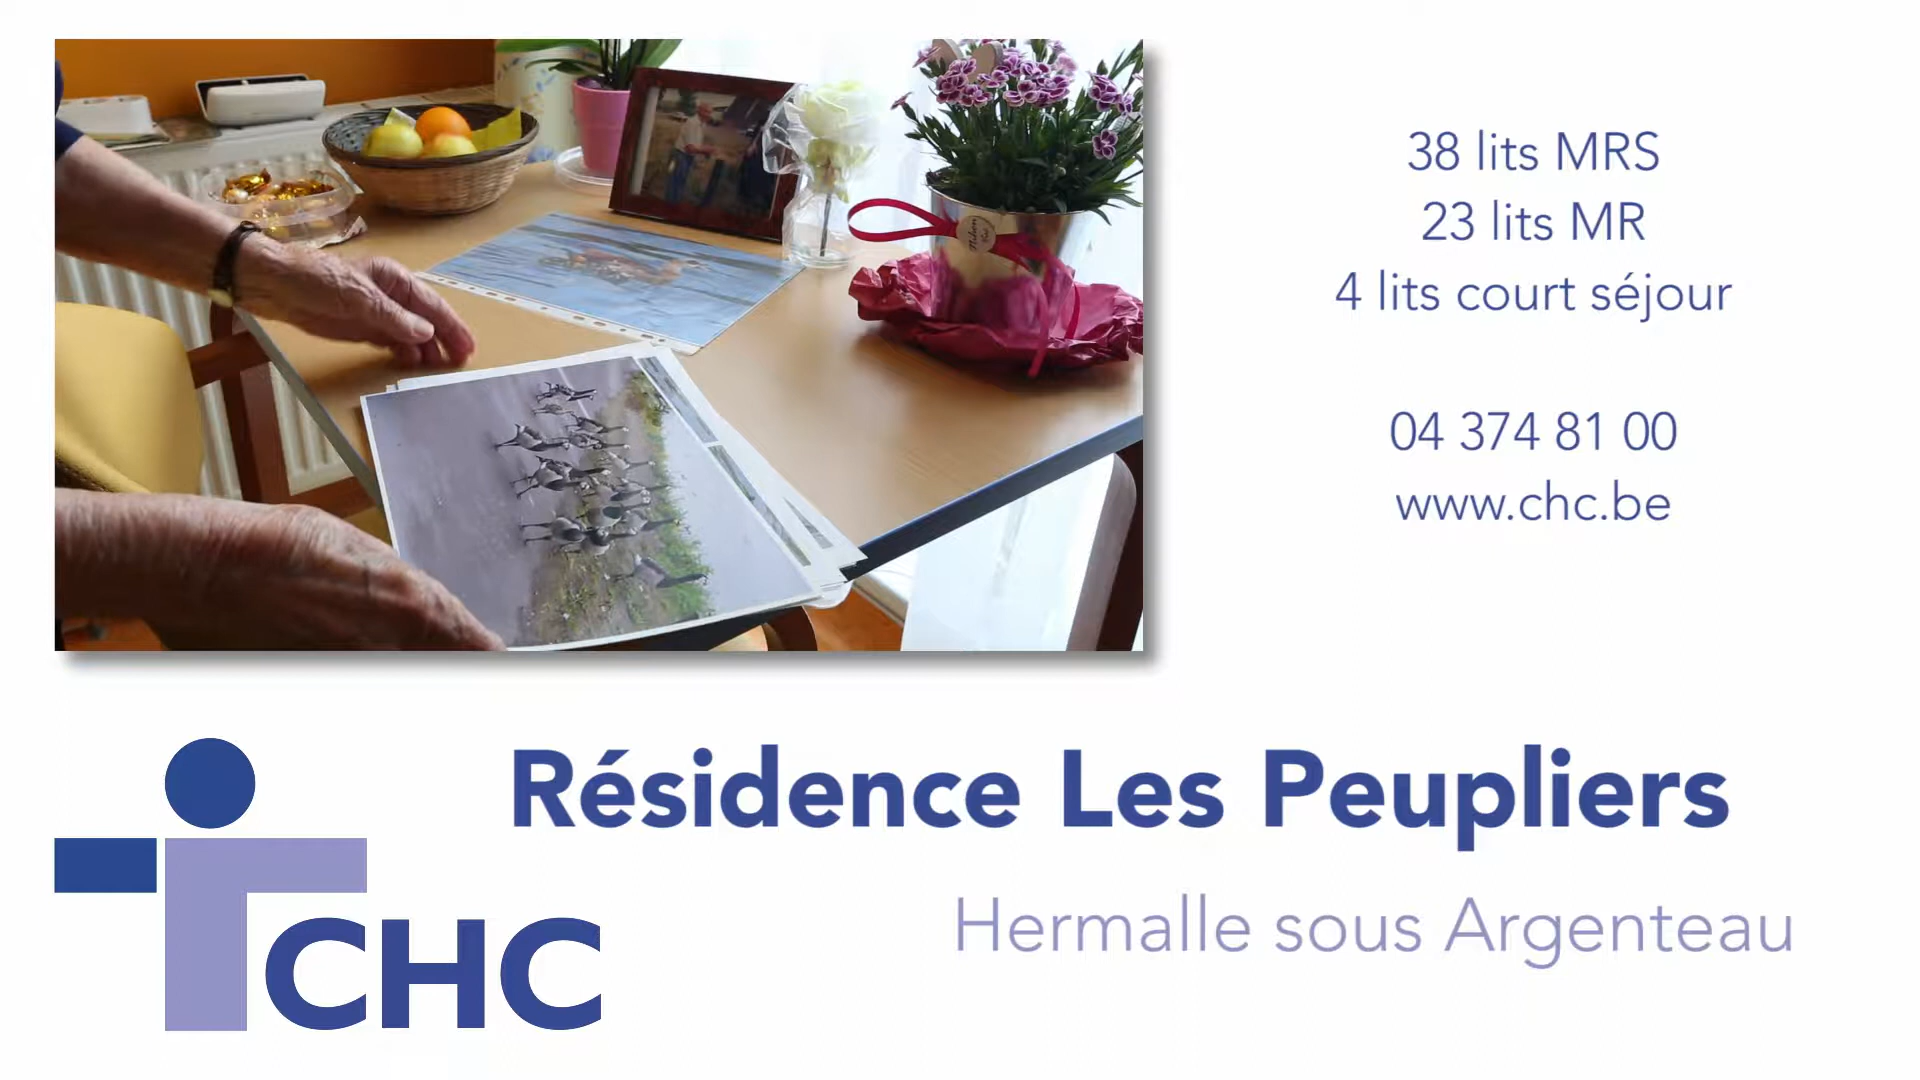 38 lits MRS
23 lits MR
4 lits court séjour
04 374 81 00
www.chc.be
Résidence Les Peupliers
Hermalle sous Argenteau
CHC